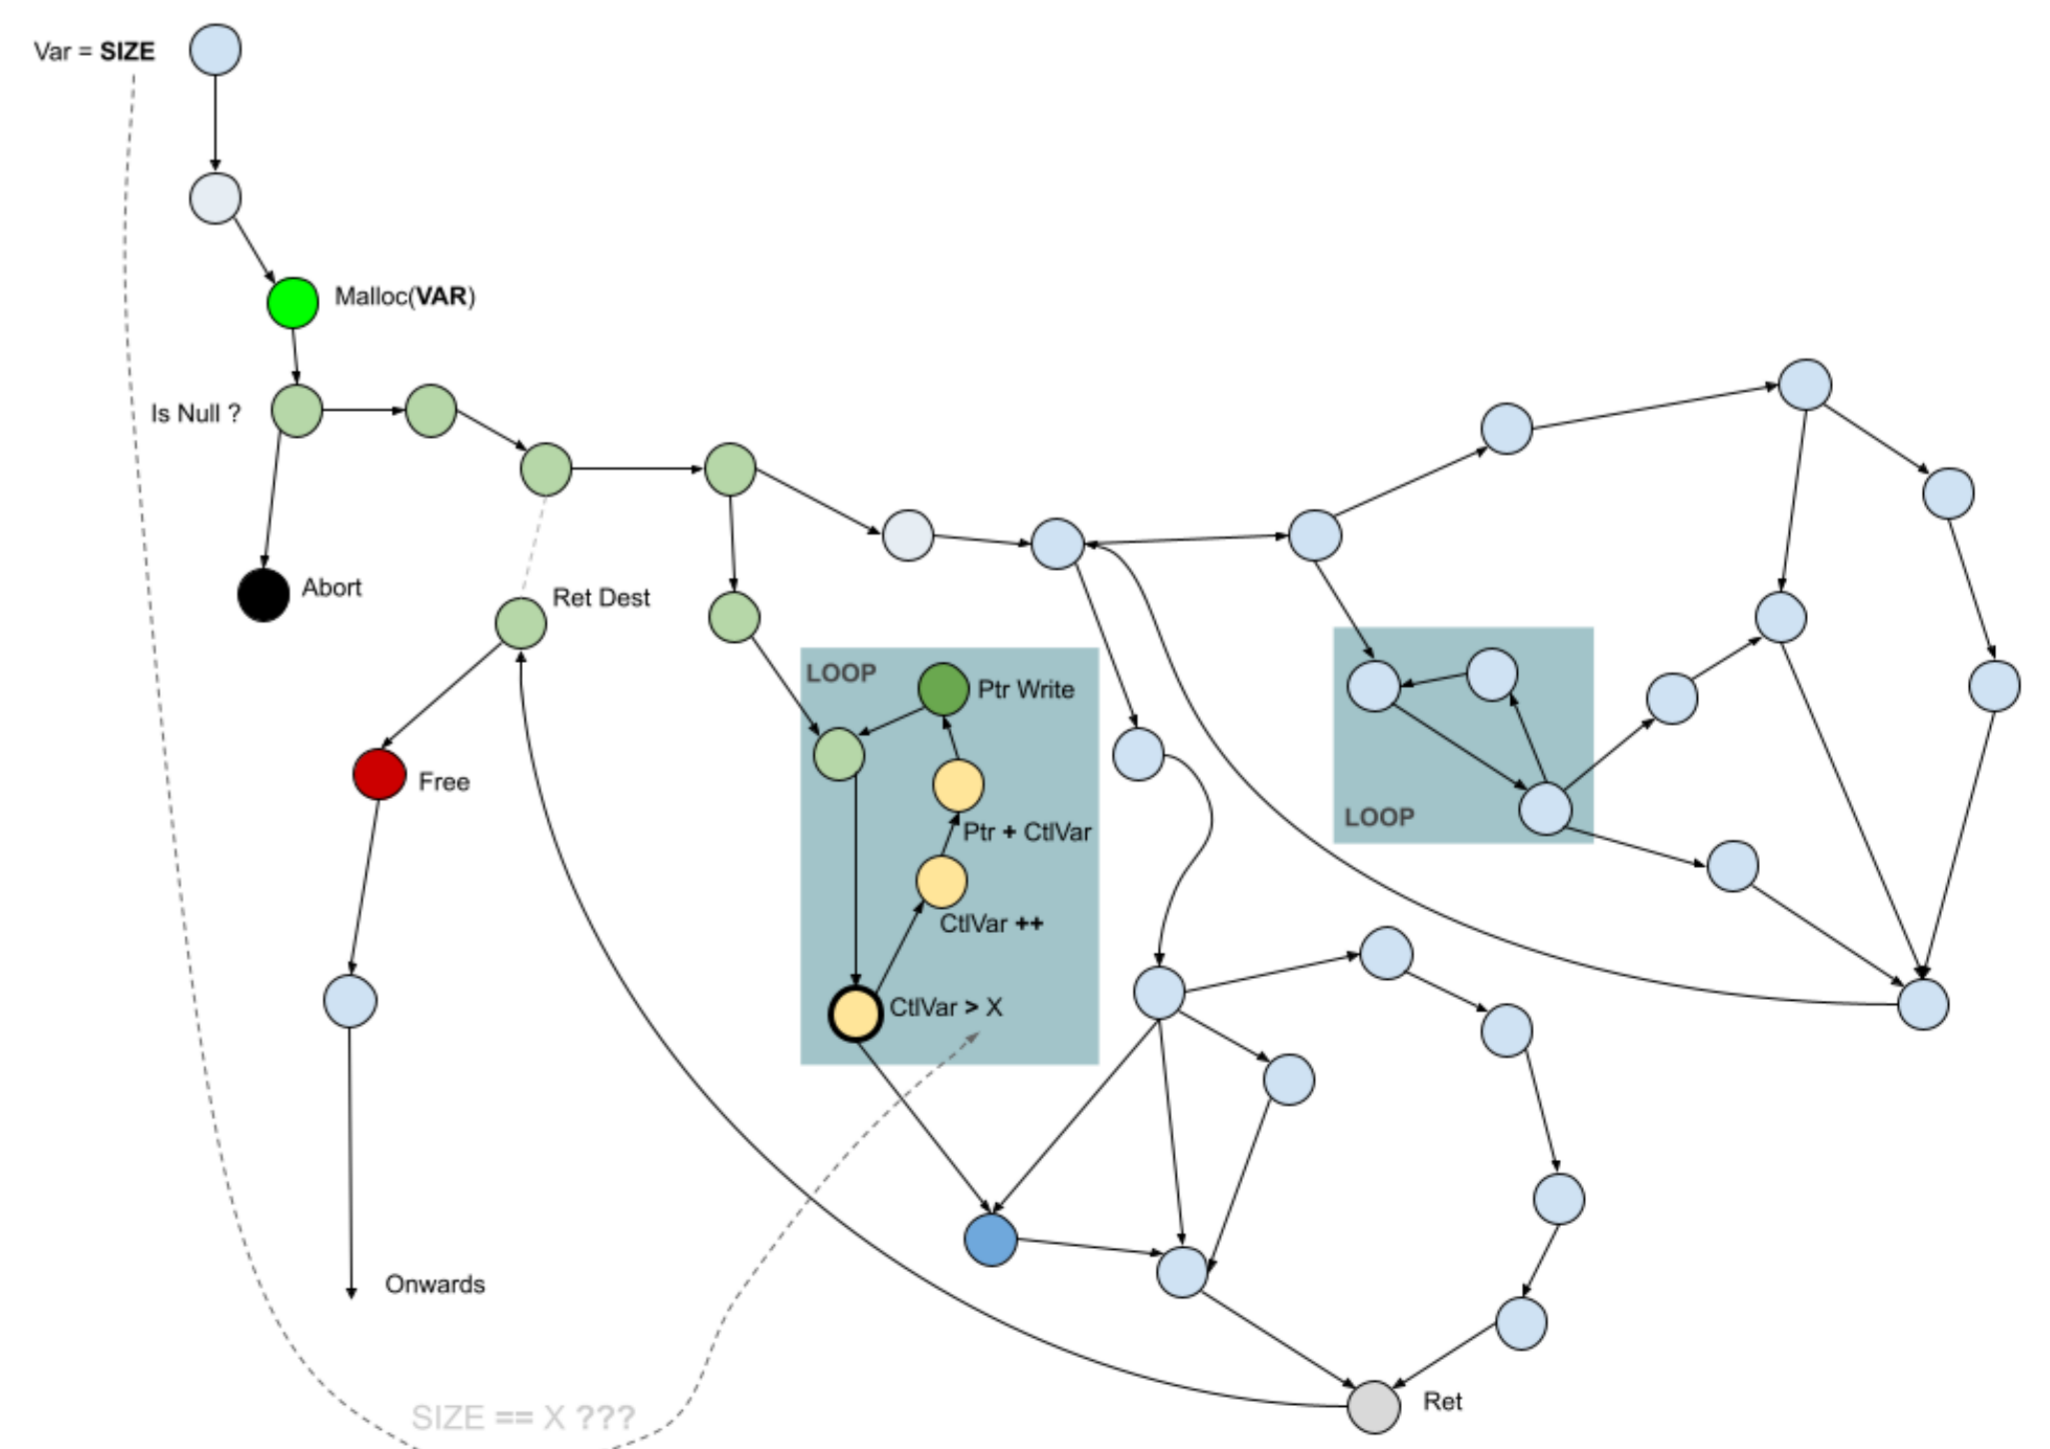 Var = SIZE
Malloc(VAR)
Is Null ?
Abort
Ret Dest
LOOP
Ptr Write
Free
LOOP
Ptr + CtlVar
CtlVar ++
CtlVar > X
Onwards
Ret
SIZE == X ???